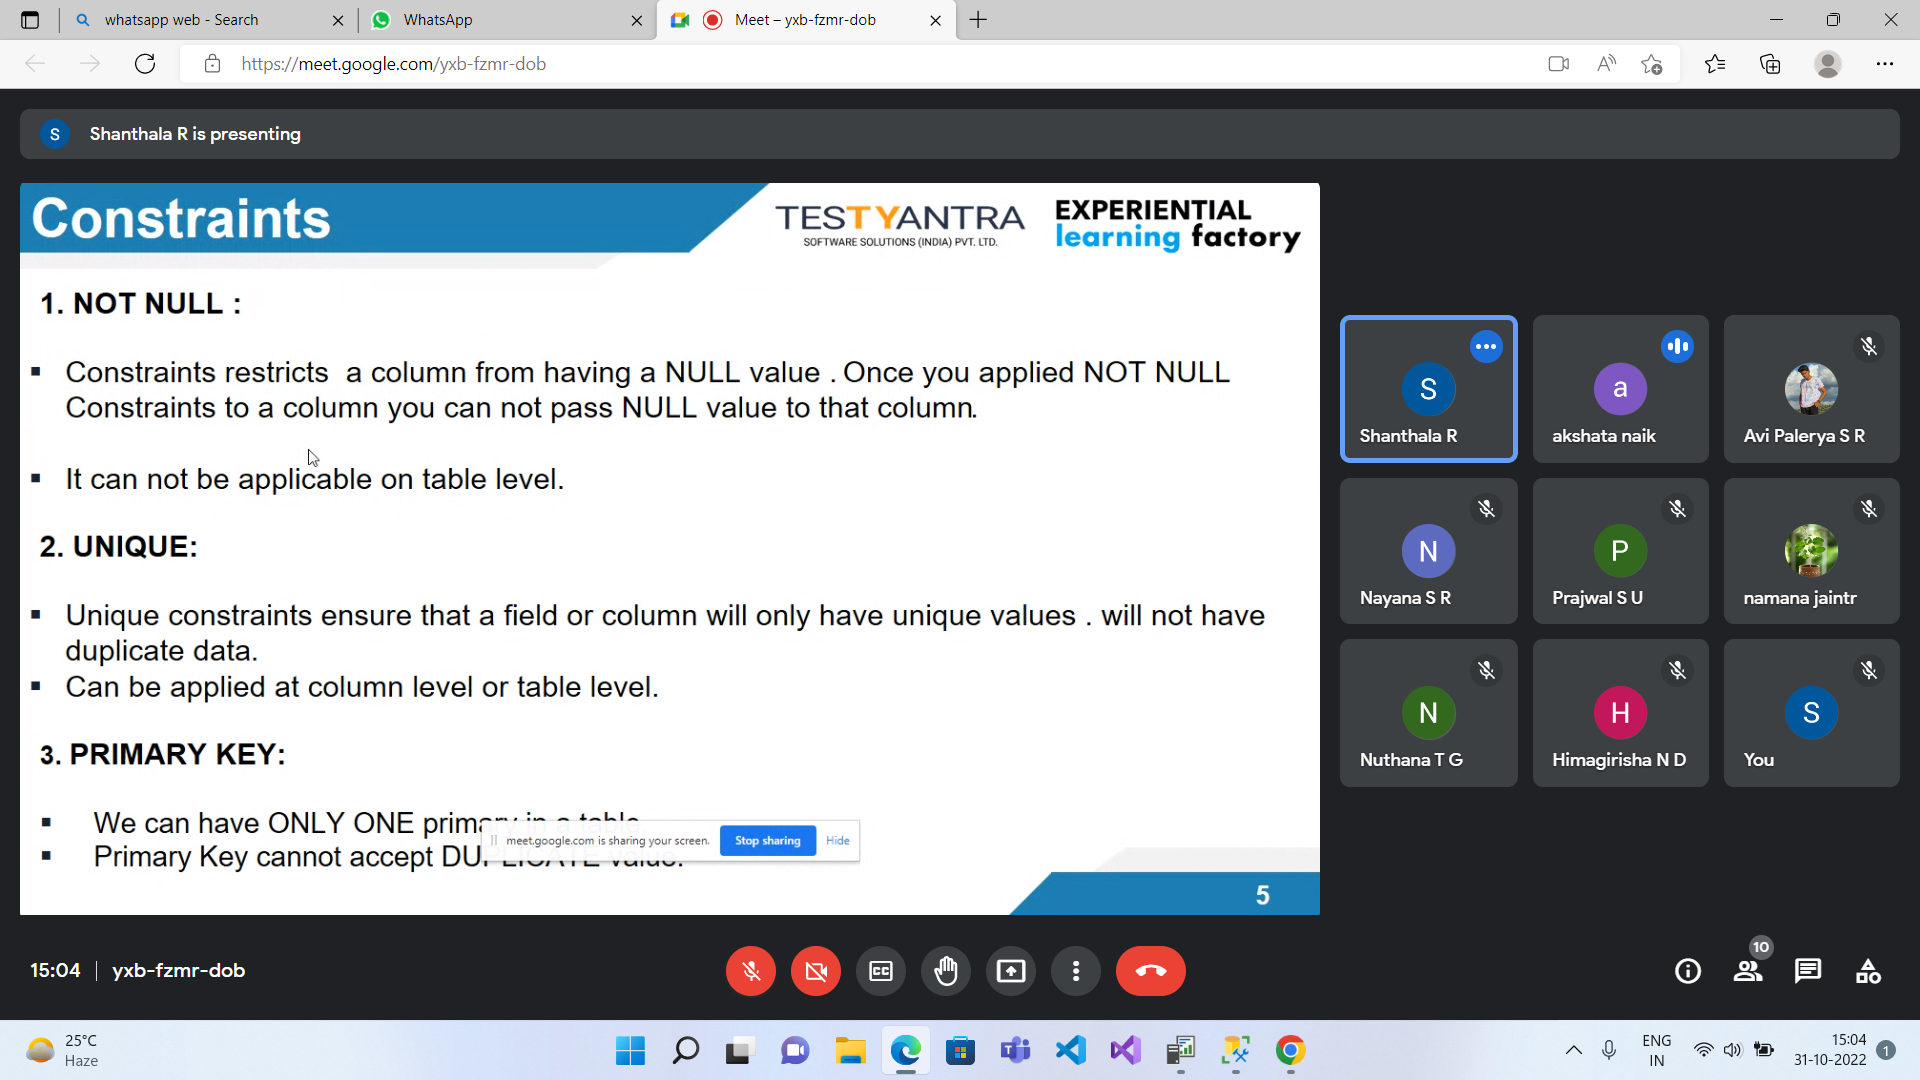 whatsapp web - Search
WhatsApp
Meet – yxb-fzmr-dob
https://meet.google.com/yxb-fzmr-dob
S Shanthala R is presenting
Constraints
TESTYANTRA
SOFTWARE SOLUTIONS (INDIA) PVT. LTD.
EXPERIENTIAL
learning factory
1. NOT NULL :
▪ Constraints restricts a column from having a NULL value . Once you applied NOT NULL
Constraints to a column you can not pass NULL value to that column.
▪ It can not be applicable on table level.
2. UNIQUE:
▪ Unique constraints ensure that a field or column will only have unique values . will not have
duplicate data.
▪ Can be applied at column level or table level.
3. PRIMARY KEY:
▪ We can have ONLY ONE primary in a table.
▪ Primary Key cannot accept DUPLICATE value.
meet.google.com is sharing your screen.
Stop sharing
Hide
5
S
Shanthala R
a
akshata naik
Avi Palerya S R
N
Nayana S R
P
Prajwal S U
namana jaintr
N
Nuthana T G
H
Himagirisha N D
S
You
15:04 | yxb-fzmr-dob
CC
10
25°C
Haze
ENG
IN
15:04
31-10-2022
1